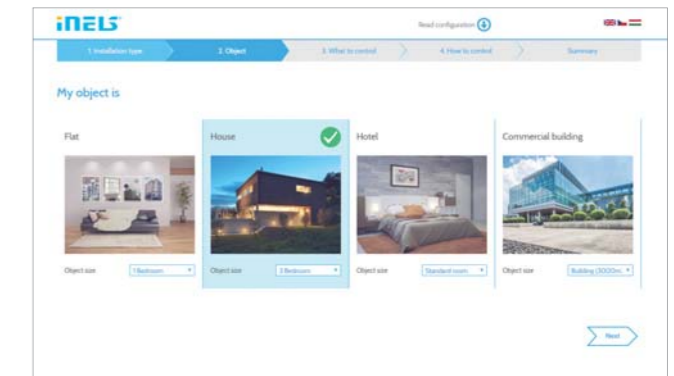 iNELS
Read configuration
1. Installation type
2. Object
3. What to control
4. How to control
Summary
My object is
Flat
House
Hotel
Commercial building
Object size
1 Bedroom
Object size
3 Bedroom
Object size
Standard room
Object size
Building (3000m
Next